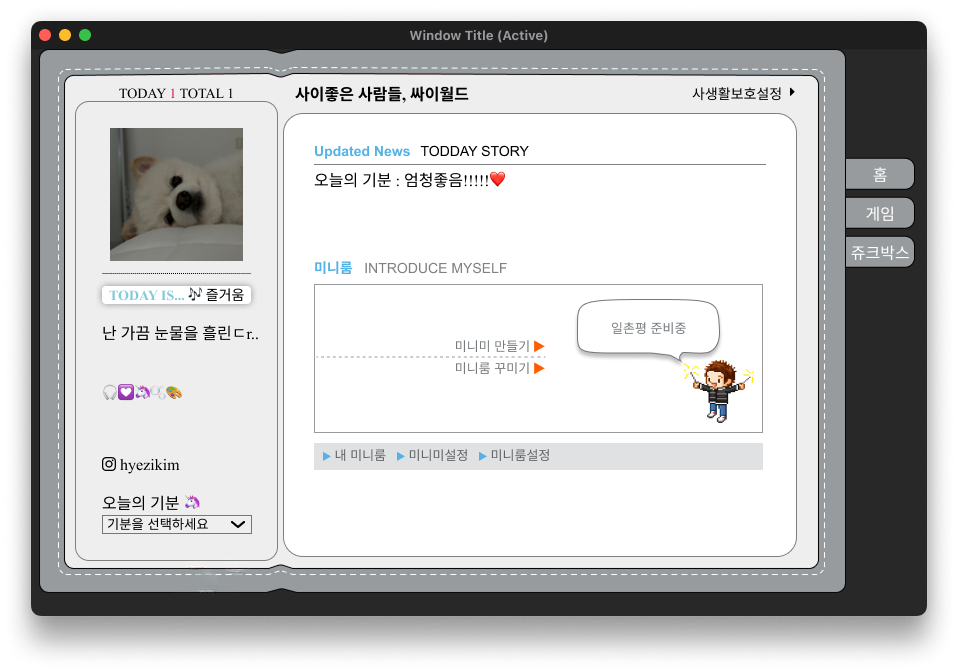 Window Title (Active)
TODAY 1 TOTAL 1
사이좋은 사람들, 싸이월드
사생활보호설정 ▶
TODAY IS... 🎶 즐거움
난 가끔 눈물을 흘린ㄷr..
🎧💟🦄🫧🎨
hyezikim
오늘의 기분 🦄
기분을 선택하세요
Updated News TODDAY STORY
오늘의 기분 : 엄청좋음!!!!!❤️
미니룸 INTRODUCE MYSELF
일촌평 준비중
미니미 만들기 ▶
미니룸 꾸미기 ▶
▶ 내 미니룸 ▶ 미니미설정 ▶ 미니룸설정
홈
게임
쥬크박스